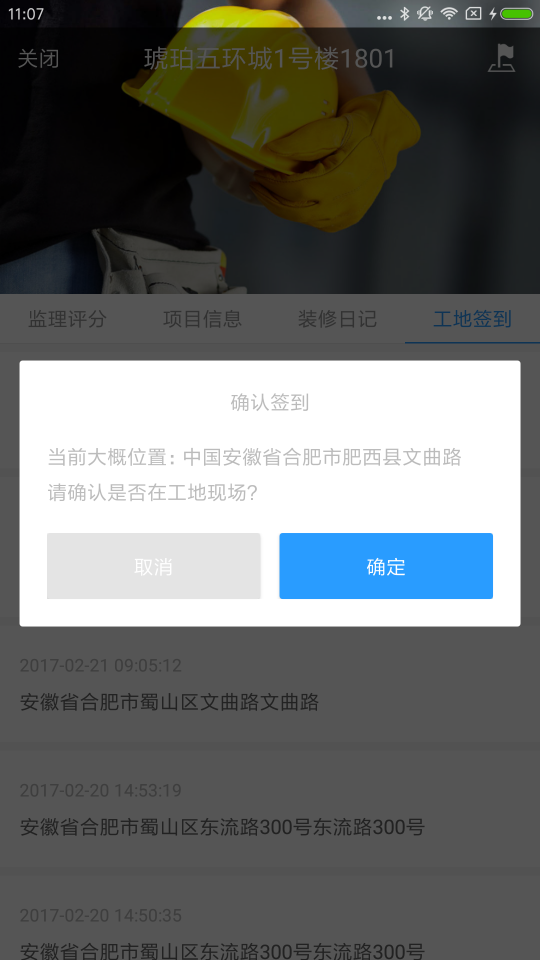 11:07
关闭
琥珀五环城1号楼1801
监理评分
项目信息
装修日记
工地签到
确认签到
当前大概位置：中国安徽省合肥市肥西县文曲路
请确认是否在工地现场？
取消
确定
2017-02-21 09:05:12
安徽省合肥市蜀山区文曲路文曲路
2017-02-20 14:53:19
安徽省合肥市蜀山区东流路300号东流路300号
2017-02-20 14:50:35
安徽省合肥市蜀山区东流路300号东流路300号